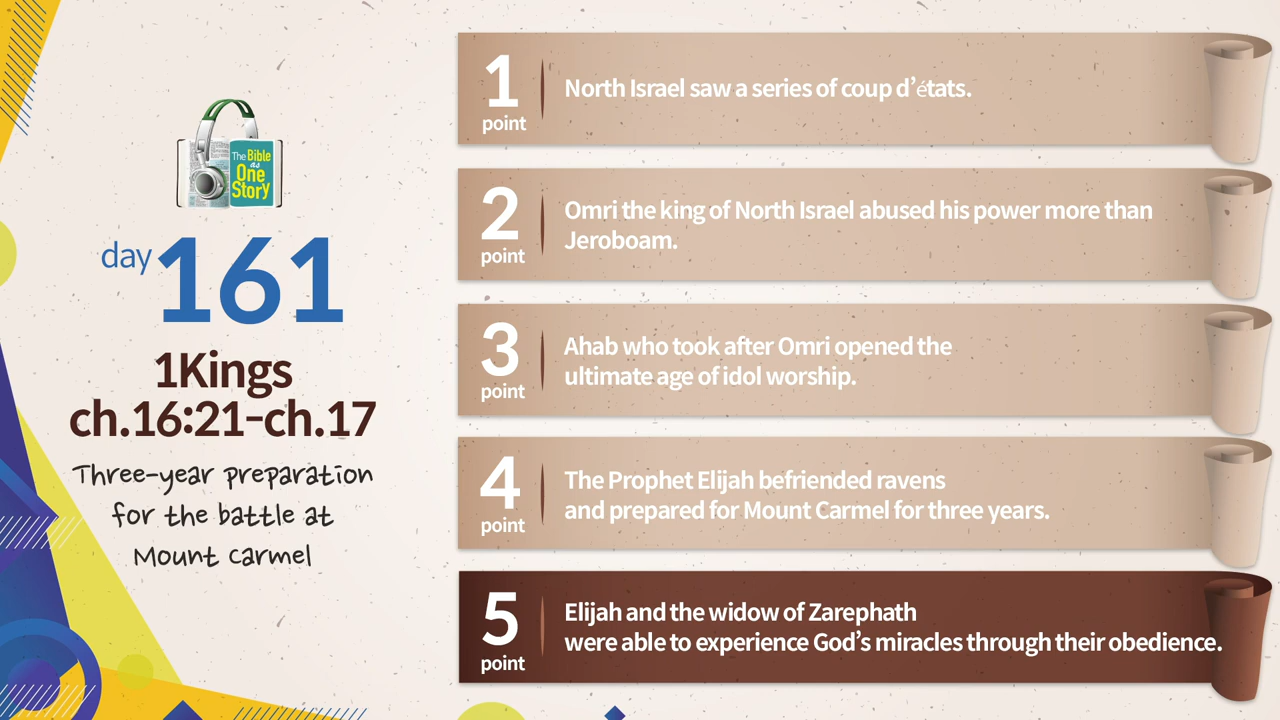 The Bible
as
One
Story
day 161
1Kings
ch.16:21-ch.17
Three-year preparation
for the battle at
Mount Carmel
1
point
North Israel saw a series of coup d’états.
2
point
Omri the king of North Israel abused his power more than
Jeroboam.
3
point
Ahab who took after Omri opened the
ultimate age of idol worship.
4
point
The Prophet Elijah befriended ravens
and prepared for Mount Carmel for three years.
5
point
Elijah and the widow of Zarephath
were able to experience God’s miracles through their obedience.